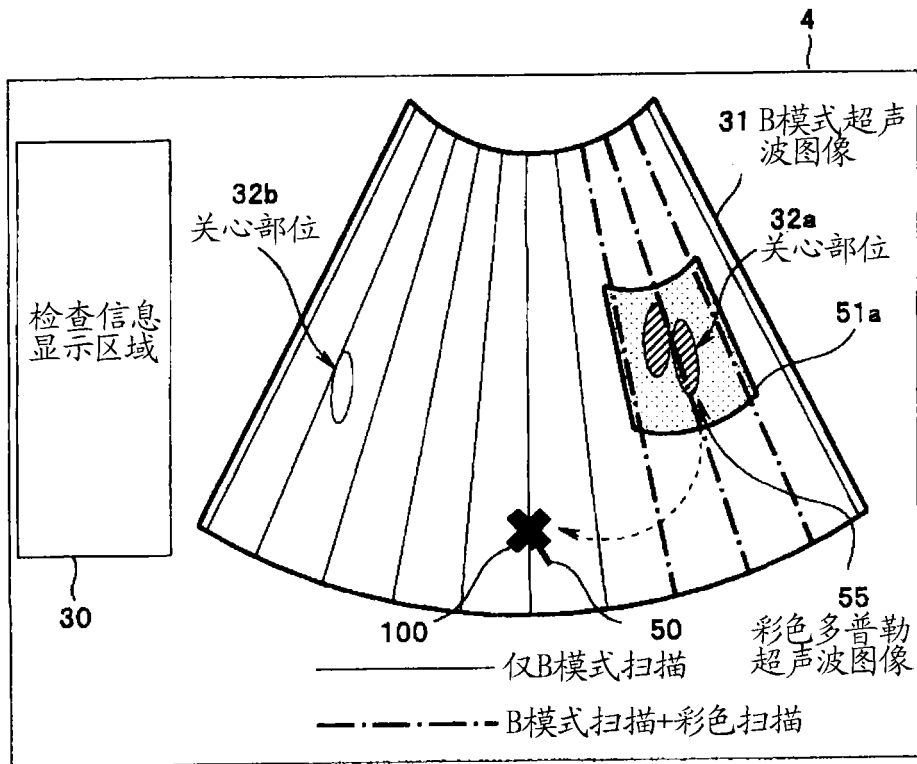 4
31 B模式超声
波图像
32b
关心部位
32a
关心部位
检查信息
显示区域
51a
30
100
50
55
彩色多普勒
超声波图像
仅B模式扫描
B模式扫描+彩色扫描